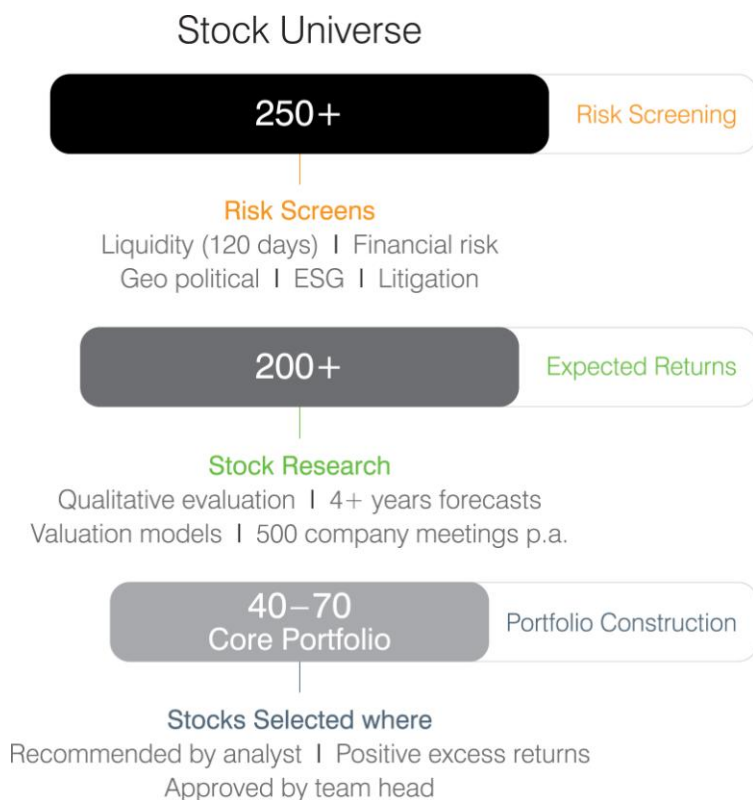 Stock Universe
250+
Risk Screening
Risk Screens
Liquidity (120 days) I Financial risk
Geo political I ESG I Litigation
200+
Expected Returns
Stock Research
Qualitative evaluation I 4+ years forecasts
Valuation models I 500 company meetings p.a.
40–70
Core Portfolio
Portfolio Construction
Stocks Selected where
Recommended by analyst I Positive excess returns
Approved by team head